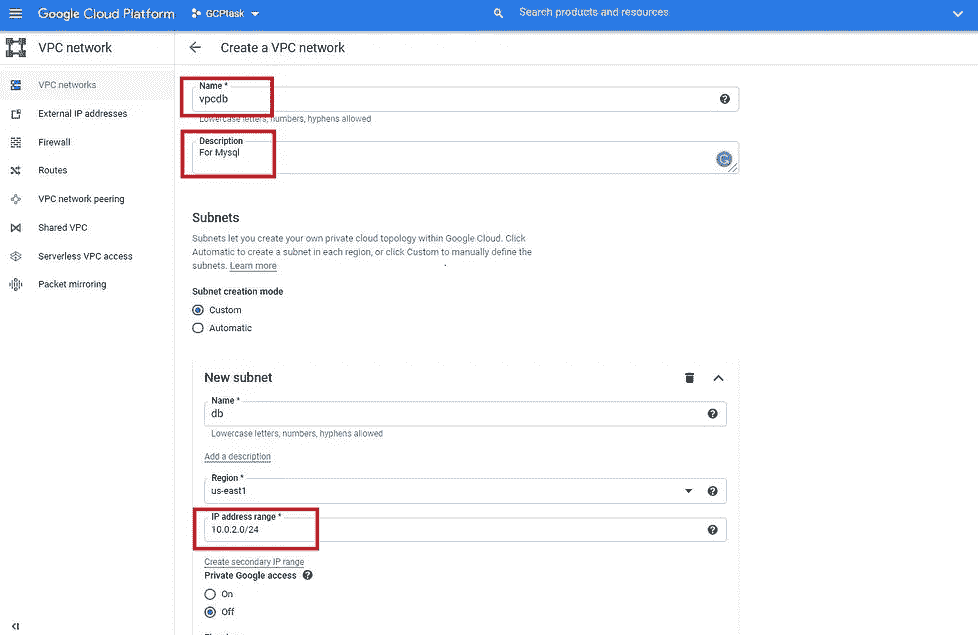 Google Cloud Platform
GCPtask
Search products and resources
VPC network
Create a VPC network
VPC networks
External IP addresses
Firewall
Routes
VPC network peering
Shared VPC
Serverless VPC access
Packet mirroring
Name *
vpcdb
Lowercase letters, numbers, hyphens allowed
Description
For Mysql
Subnets
Subnets let you create your own private cloud topology within Google Cloud. Click
Automatic to create a subnet in each region, or click Custom to manually define the
subnets. Learn more
Subnet creation mode
Custom
Automatic
New subnet
Name *
db
Lowercase letters, numbers, hyphens allowed
Add a description
Region *
us-east1
IP address range *
10.0.2.0/24
Create secondary IP range
Private Google access
On
Off